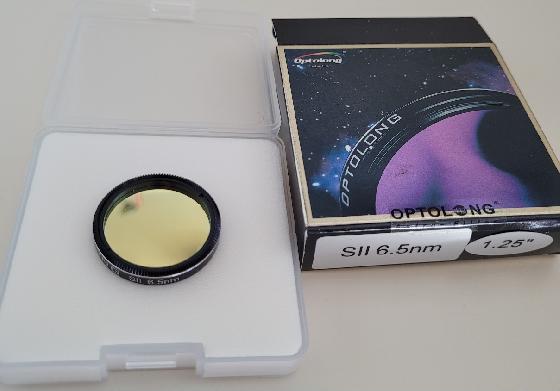 Optolong
OPTOLONG
OPTOLONG
SII 6.5nm
1.25"
SII 6.5nm